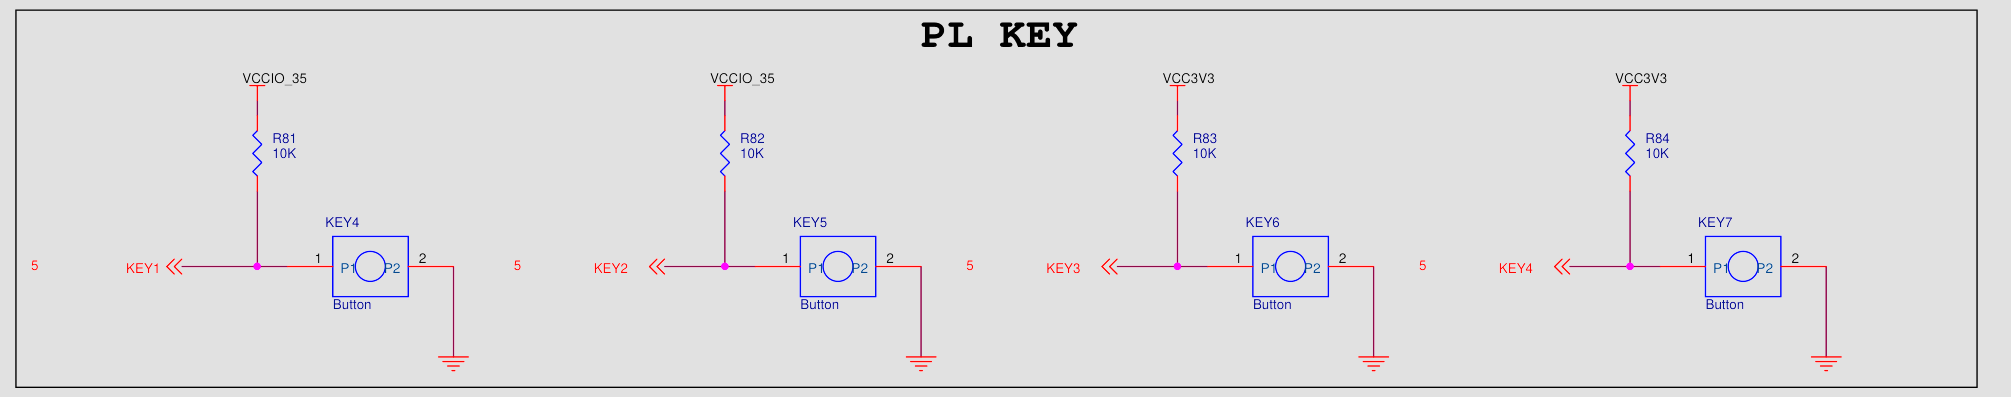 PL KEY
VCCIO_35
VCCIO_35
VCC3V3
VCC3V3
R81
10K
R82
10K
R83
10K
R84
10K
KEY4
KEY5
KEY6
KEY7
5
KEY1
1
P1
P2
2
Button
5
KEY2
1
P1
P2
2
Button
5
KEY3
1
P1
P2
2
Button
5
KEY4
1
P1
P2
2
Button